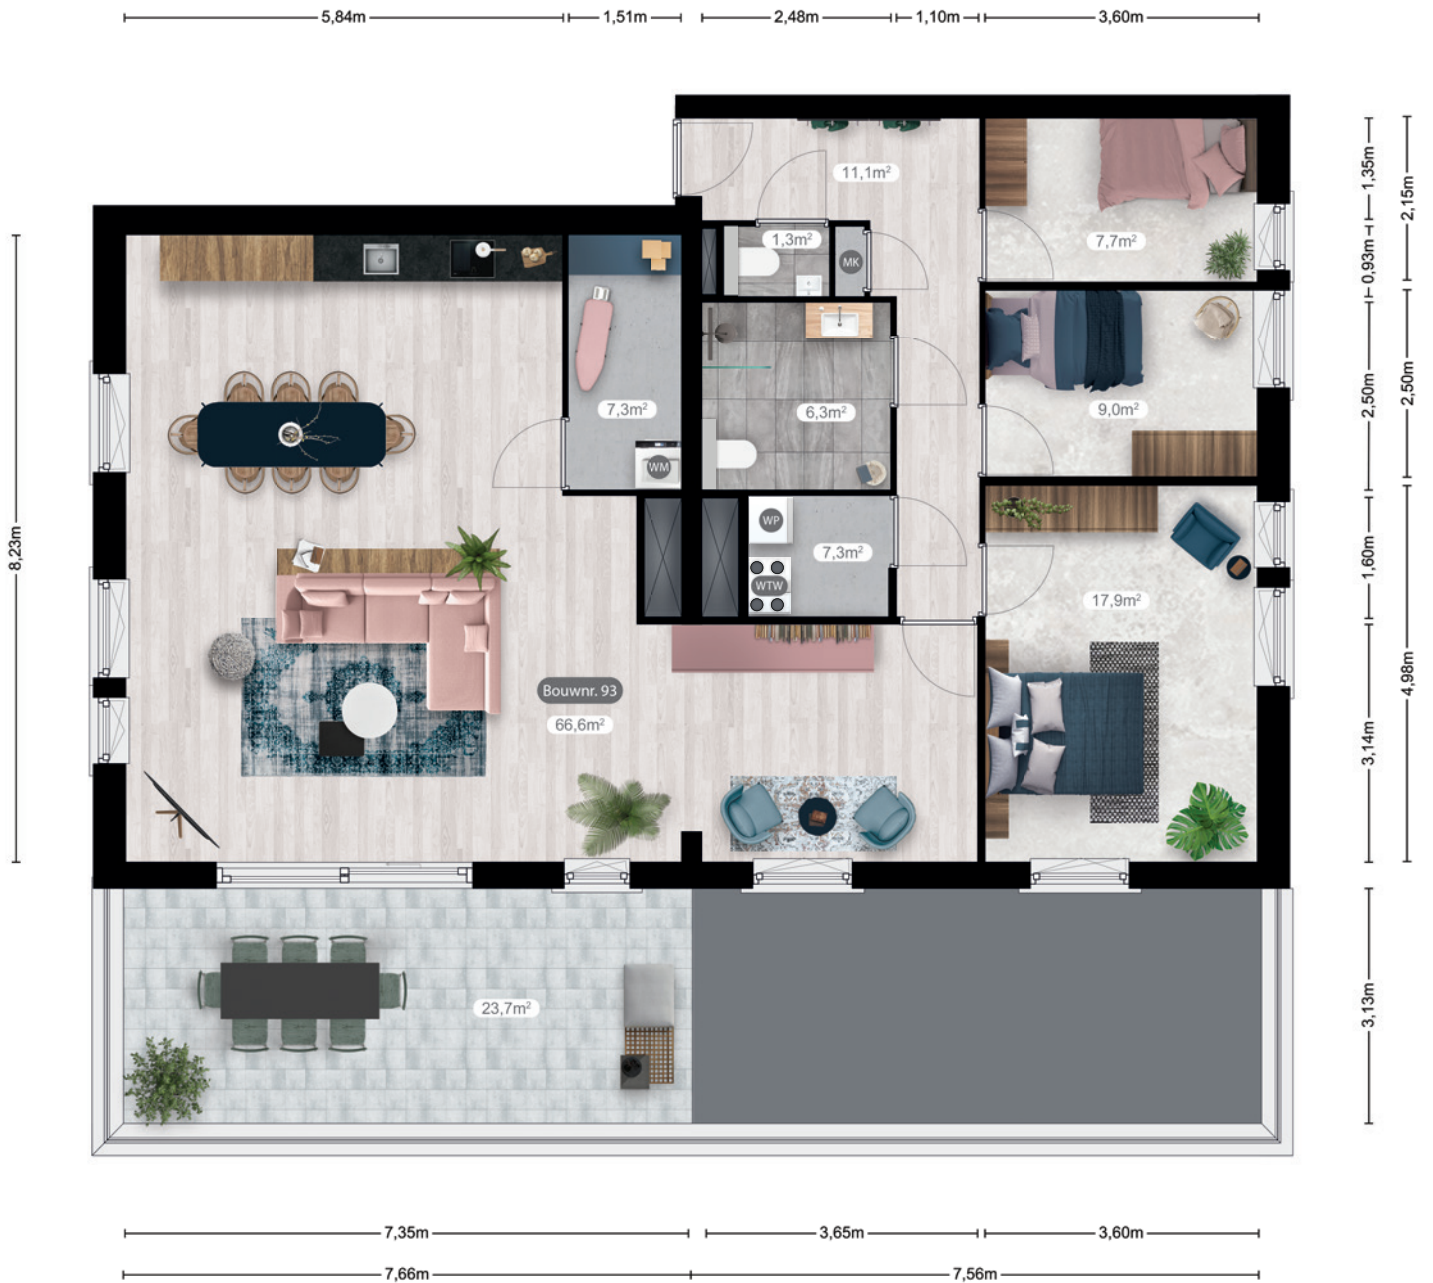 5,84m 1,51m 2,48m 1,10m 3,60m
11,1m²
1,35m
2,15m
1,3m²
7,7m²
MK
0,93m
7,3m²
6,3m²
9,0m²
2,50m
2,50m
WM
8,23m
WP
7,3m²
WTW
17,9m²
1,60m
4,98m
Bouwnr. 93
66,6m²
3,14m
23,7m²
3,13m
7,35m 3,65m 3,60m
7,66m 7,56m